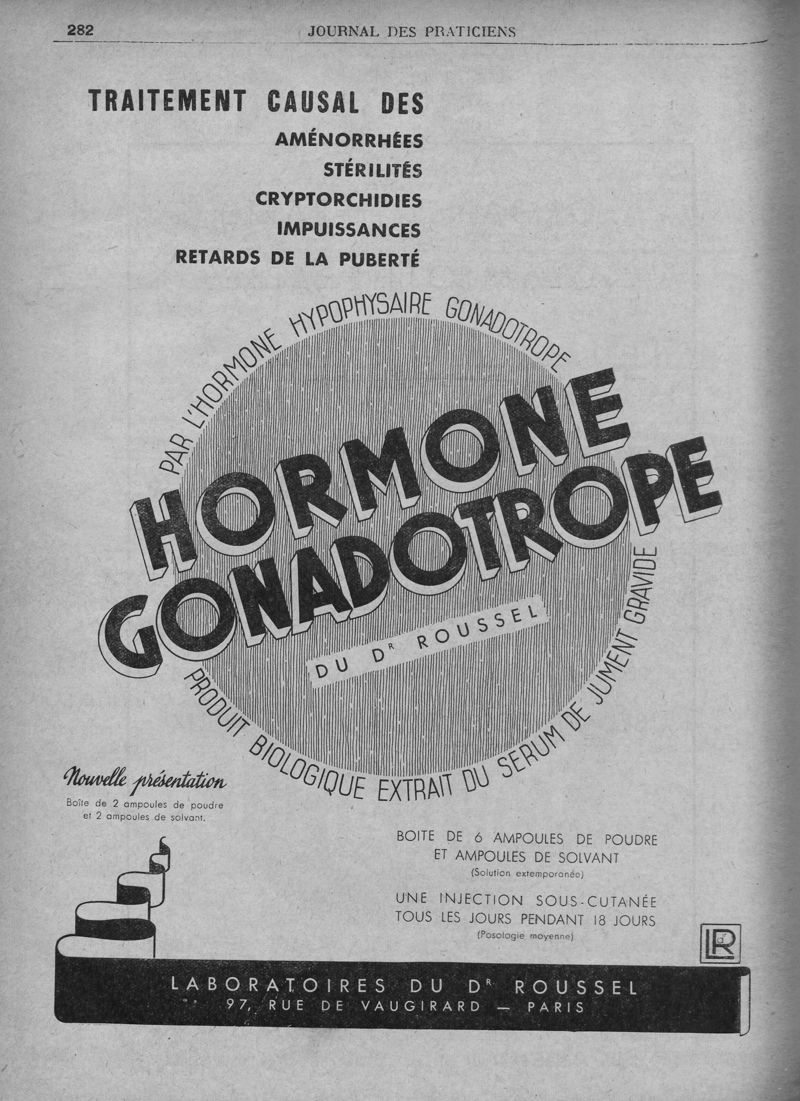 282
JOURNAL DES PRATICIENS
TRAITEMENT CAUSAL DES
AMÉNORRHÉES
STÉRILITÉS
CRYPTORCHIDIES
IMPUISSANCES
RETARDS DE LA PUBERTÉ
PAR L'HORMONE HYPOPHYSAIRE GONADOTROPE
HORMONE
GONADOTROPE
DU DR ROUSSEL
PRODUIT BIOLOGIQUE EXTRAIT DU SERUM DE JUMENT GRAVIDE
Nouvelle présentation
Boîte de 2 ampoules de poudre
et 2 ampoules de solvant.
BOITE DE 6 AMPOULES DE POUDRE
ET AMPOULES DE SOLVANT
(Solution extemporanée)
UNE INJECTION SOUS-CUTANÉE
TOUS LES JOURS PENDANT 18 JOURS
(Posologie moyenne)
LR
LABORATOIRES DU DR ROUSSEL
97, RUE DE VAUGIRARD — PARIS